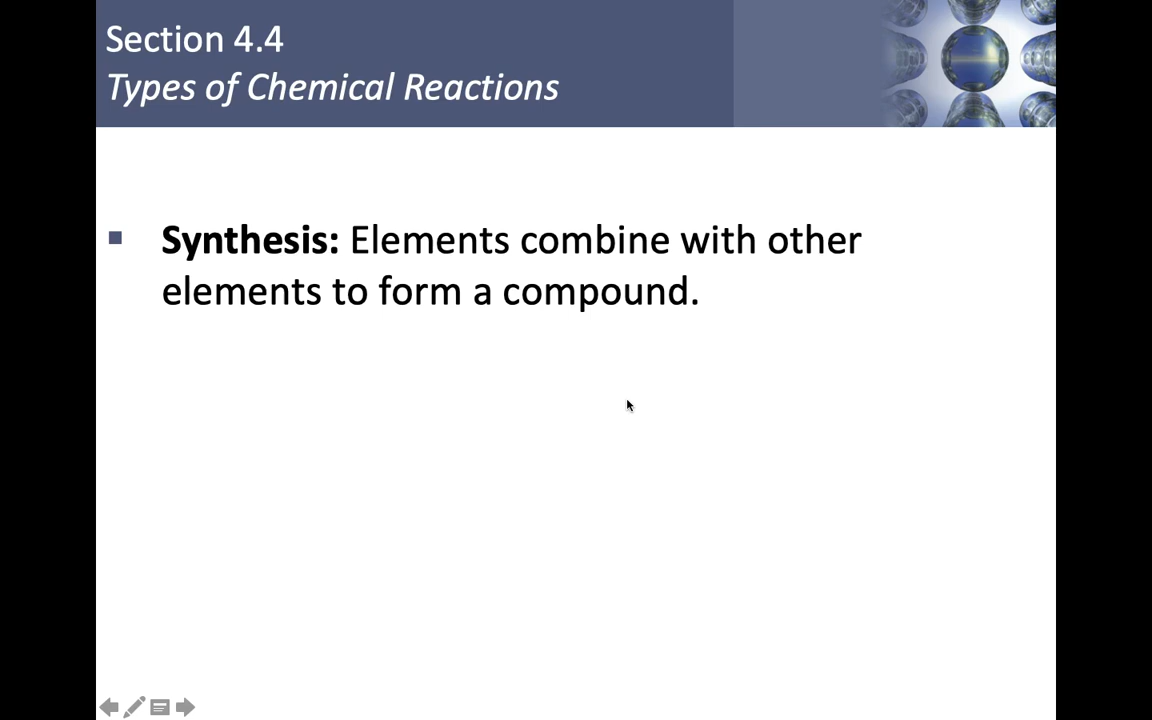 Section 4.4
Types of Chemical Reactions
Synthesis: Elements combine with other
elements to form a compound.